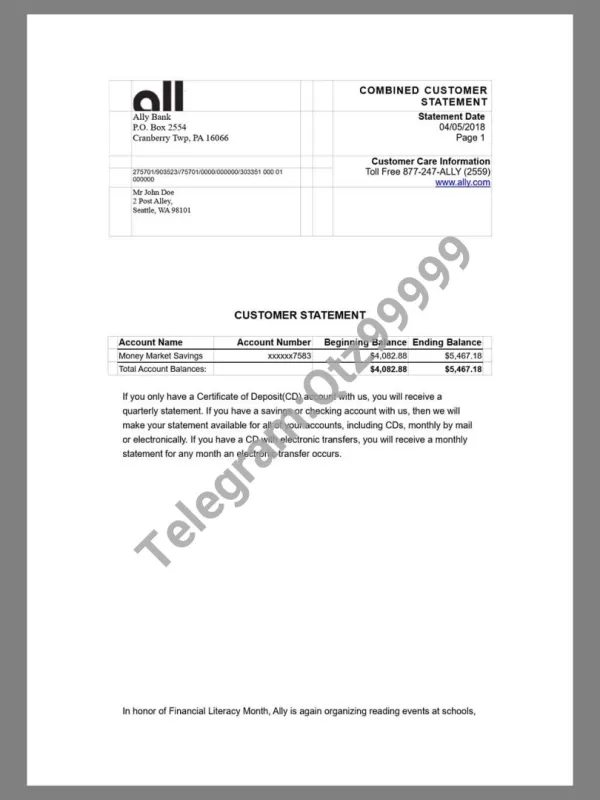 all
Ally Bank
P.O. Box 2554
Cranberry Twp, PA 16066
COMBINED CUSTOMER
STATEMENT
Statement Date
04/05/2018
Page 1
Customer Care Information
Toll Free 877-247-ALLY (2559)
www.ally.com
275701/903523//75701/0000/000000/303351 000 01
000000
Mr John Doe
2 Post Alley,
Seattle, WA 98101
CUSTOMER STATEMENT
Account Name Account Number Beginning Balance Ending Balance
Money Market Savings xxxxxx7583 $4,082.88 $5,467.18
Total Account Balances: $4,082.88 $5,467.18
If you only have a Certificate of Deposit(CD) account with us, you will receive a
quarterly statement. If you have a savings or checking account with us, then we will
make your statement available for all of your accounts, including CDs, monthly by mail
or electronically. If you have a CD with electronic transfers, you will receive a monthly
statement for any month an electronic transfer occurs.
Telegram:Qtz99999
In honor of Financial Literacy Month, Ally is again organizing reading events at schools,